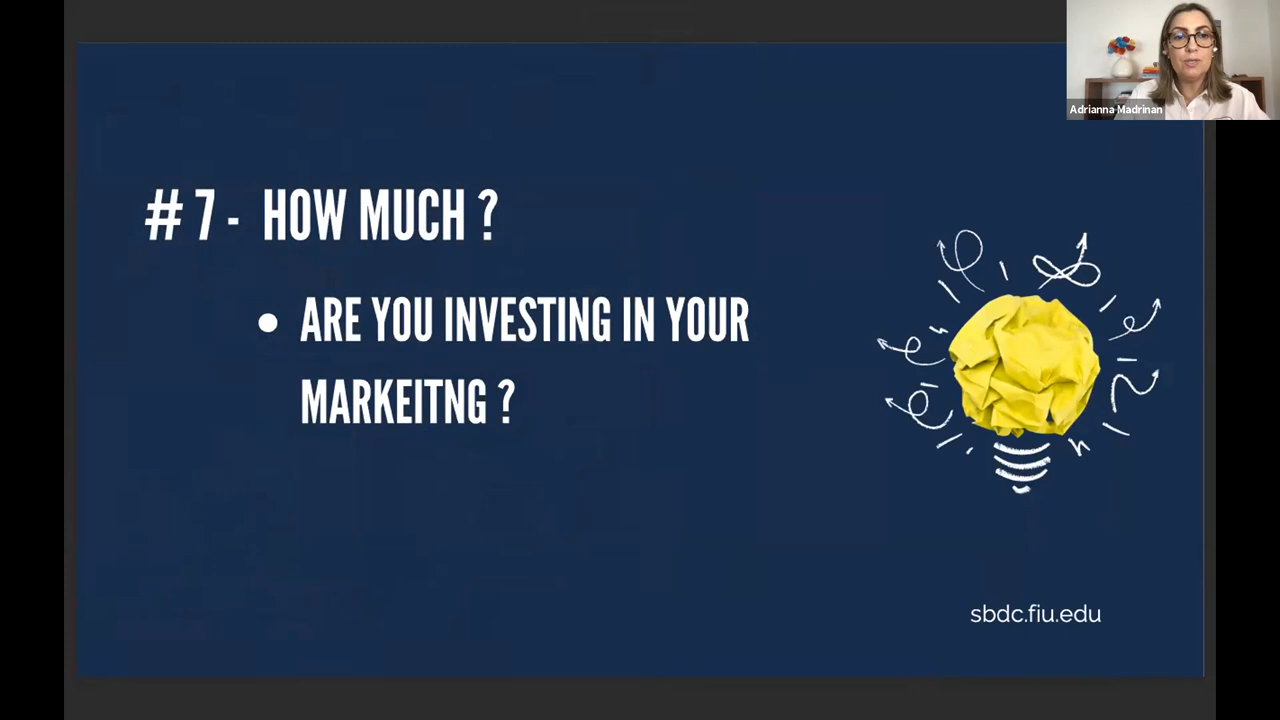 Adrianna Madrinan
# 7 - HOW MUCH ?
• ARE YOU INVESTING IN YOUR
MARKEITNG ?
sbdc.fiu.edu